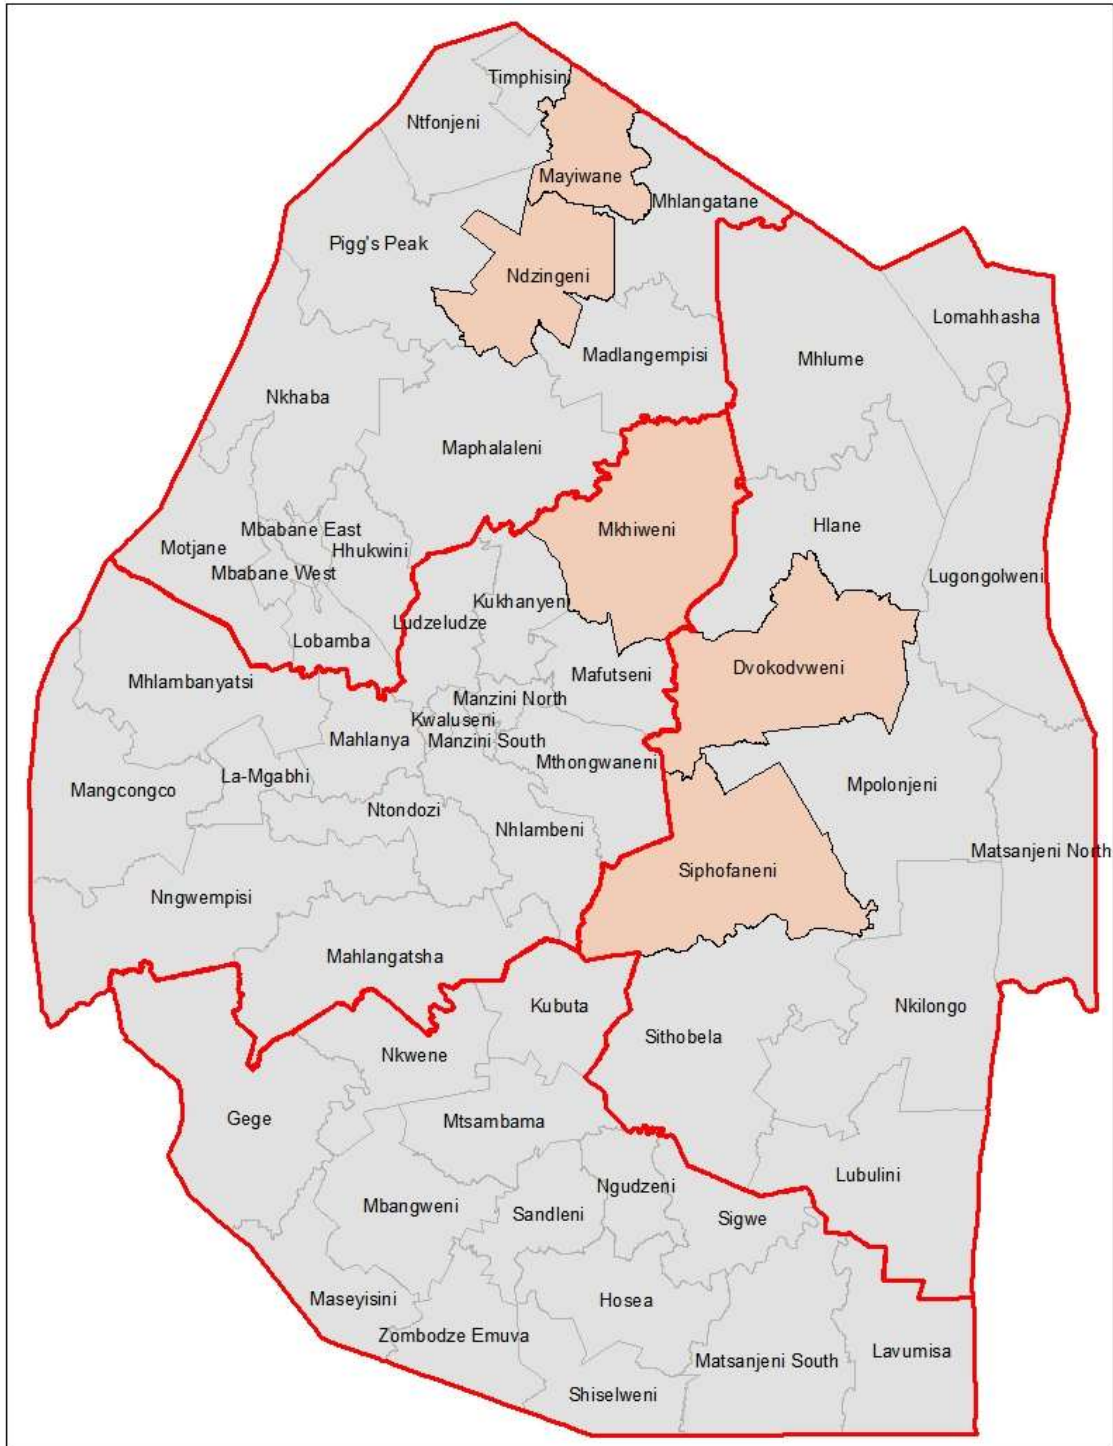 Timphisini
Ntfonjeni
Mayiwane
Mhlangatane
Pigg's Peak
Ndzingeni
Lomahhasha
Madlangempisi
Mhlume
Nkhaba
Maphalaleni
Mkhiweni
Hlane
Mbabane East
Motjane
Hhukwini
Mbabane West
Lugongolweni
Kukhanyeni
Ludzeludze
Lobamba
Dvokodvweni
Mafutseni
Mhlambanyatsi
Manzini North
Kwaluseni
Mahlanya
Manzini South
Mthongwaneni
La-Mgabhi
Mangcongco
Mpolonjeni
Ntondozi
Nhlambeni
Matsanjeni North
Siphofaneni
Nngwempisi
Mahlangatsha
Kubuta
Nkilongo
Sithobela
Nkwene
Gege
Mtsambama
Lubulini
Ngudzeni
Mbangweni
Sandleni
Sigwe
Maseyisini
Hosea
Zombodze Emuva
Lavumisa
Matsanjeni South
Shiselweni